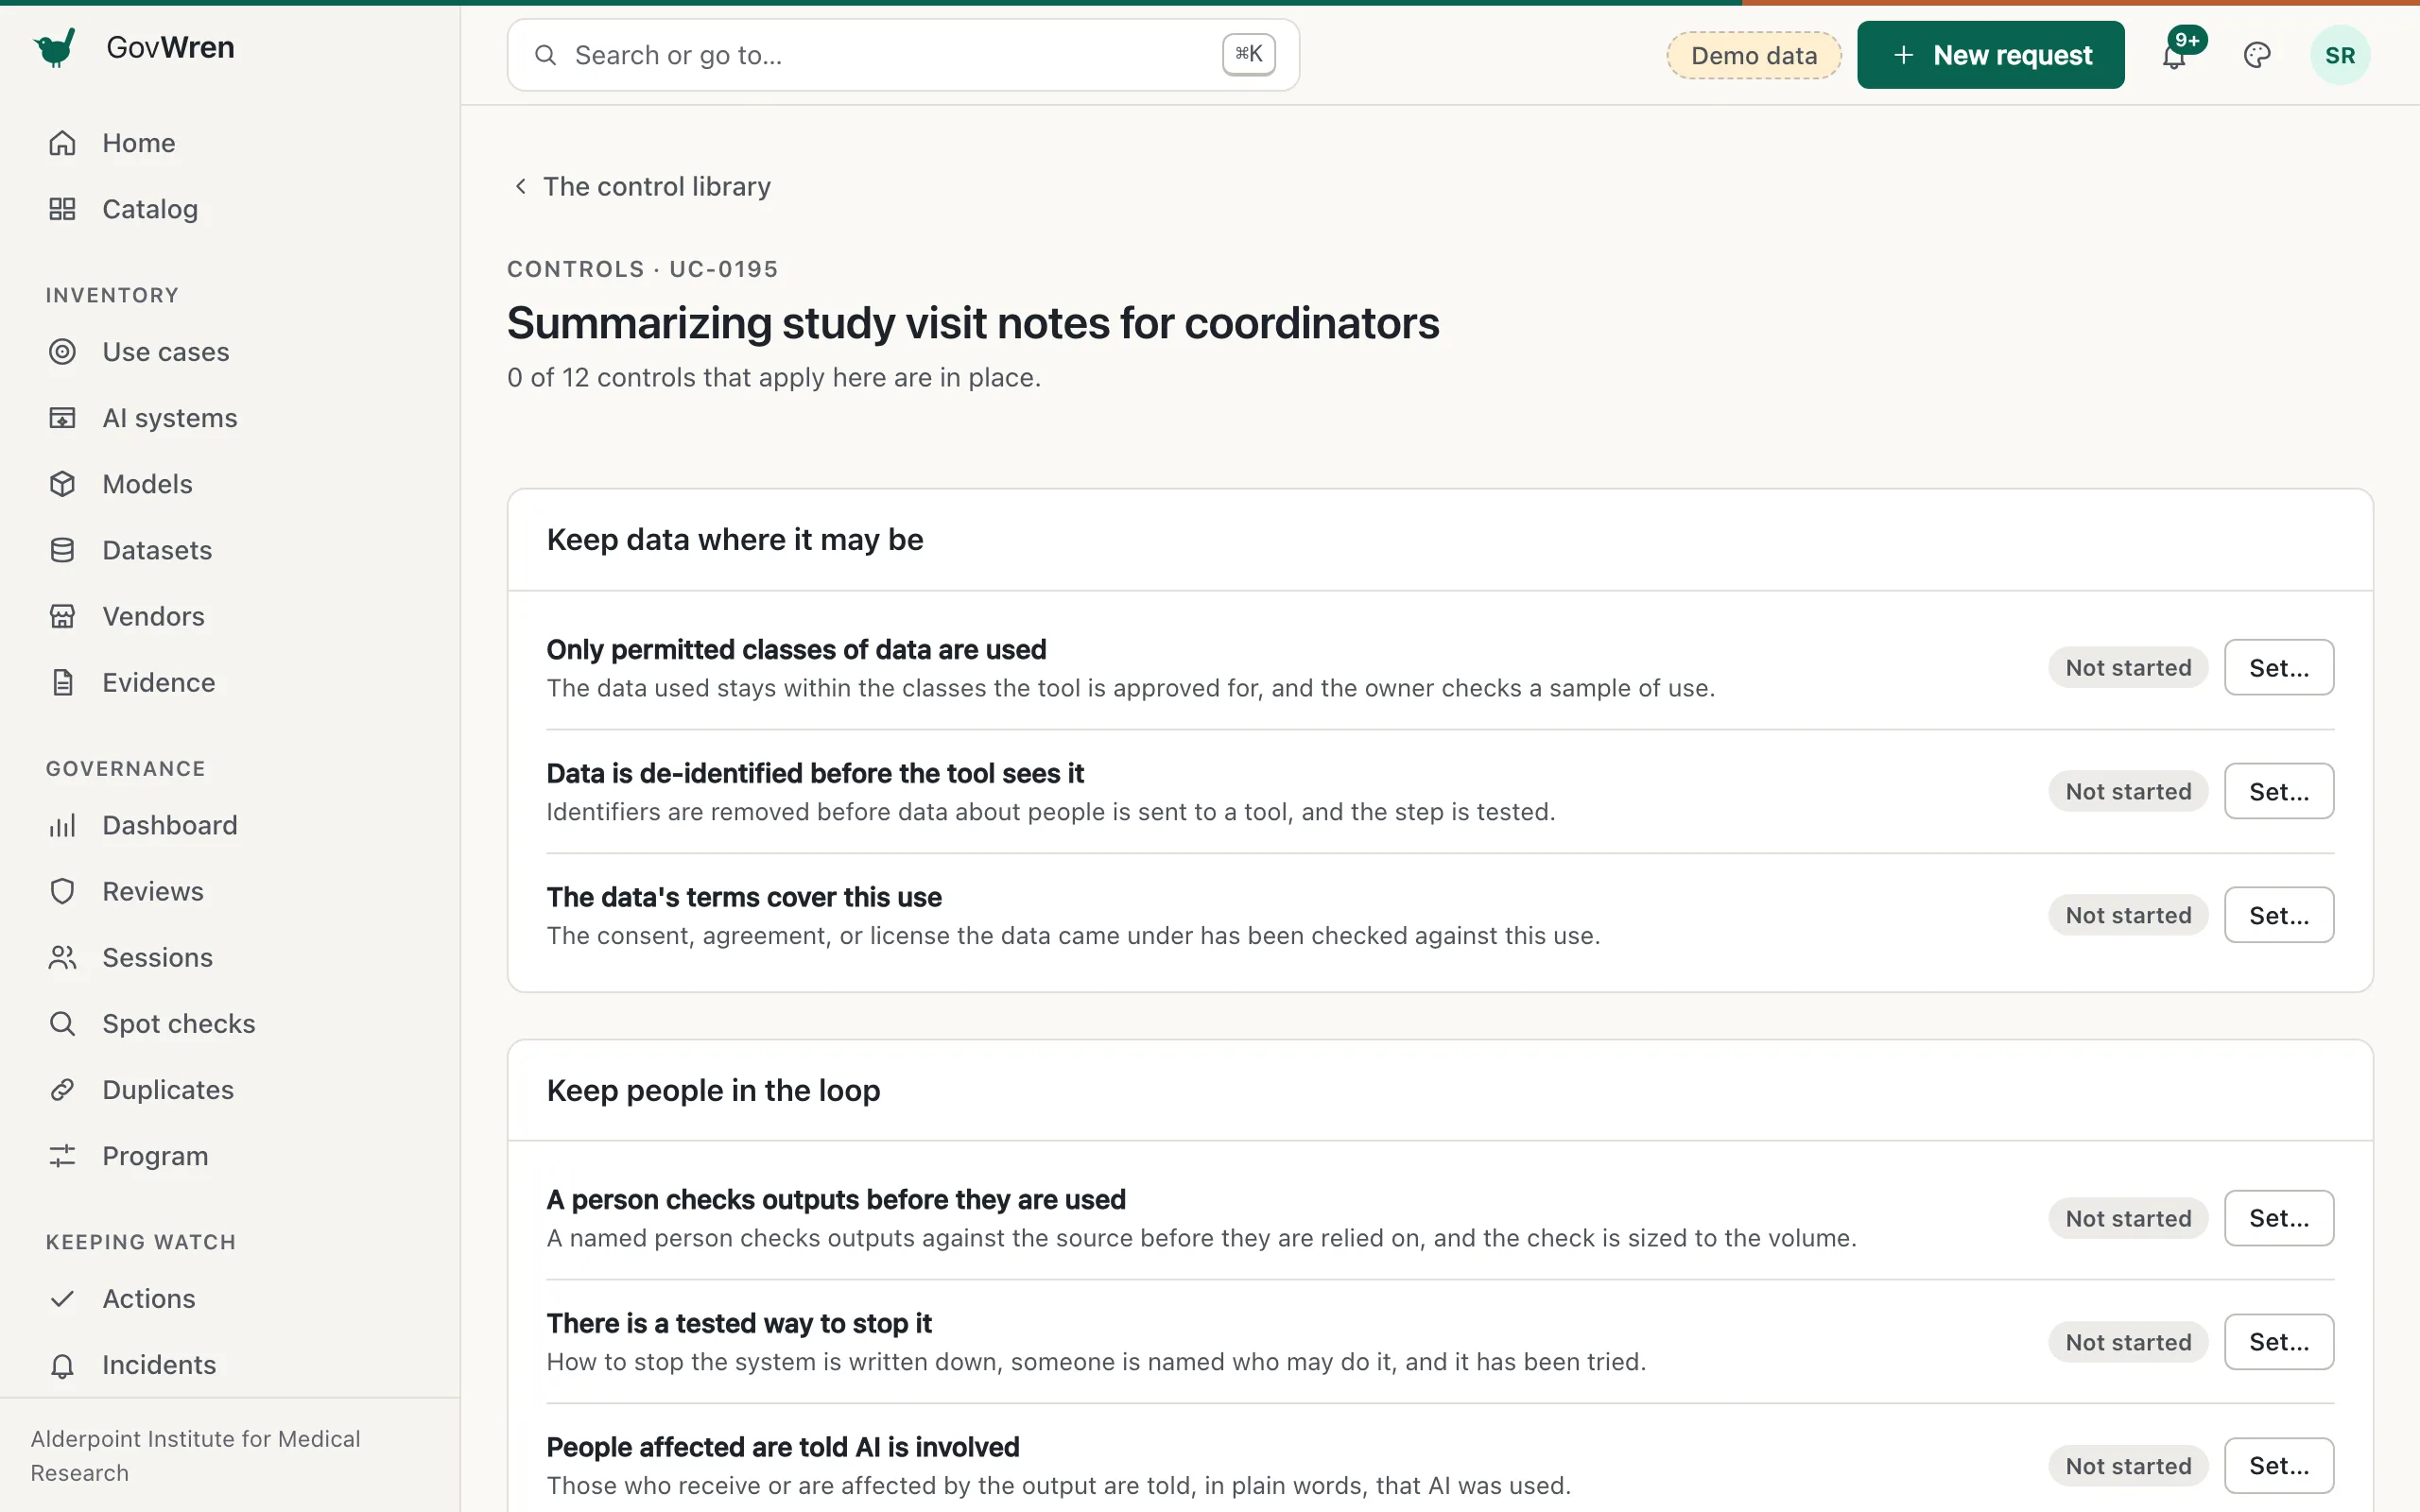 GovWren
Search or go to...
⌘K
Demo data
+ New request
9+
SR
Home
Catalog
INVENTORY
Use cases
AI systems
Models
Datasets
Vendors
Evidence
GOVERNANCE
Dashboard
Reviews
Sessions
Spot checks
Duplicates
Program
KEEPING WATCH
Actions
Incidents
Alderpoint Institute for Medical
Research
The control library
CONTROLS · UC-0195
Summarizing study visit notes for coordinators
0 of 12 controls that apply here are in place.
Keep data where it may be
Only permitted classes of data are used
The data used stays within the classes the tool is approved for, and the owner checks a sample of use.
Not started
Set...
Data is de-identified before the tool sees it
Identifiers are removed before data about people is sent to a tool, and the step is tested.
Not started
Set...
The data's terms cover this use
The consent, agreement, or license the data came under has been checked against this use.
Not started
Set...
Keep people in the loop
A person checks outputs before they are used
A named person checks outputs against the source before they are relied on, and the check is sized to the volume.
Not started
Set...
There is a tested way to stop it
How to stop the system is written down, someone is named who may do it, and it has been tried.
Not started
Set...
People affected are told AI is involved
Those who receive or are affected by the output are told, in plain words, that AI was used.
Not started
Set...